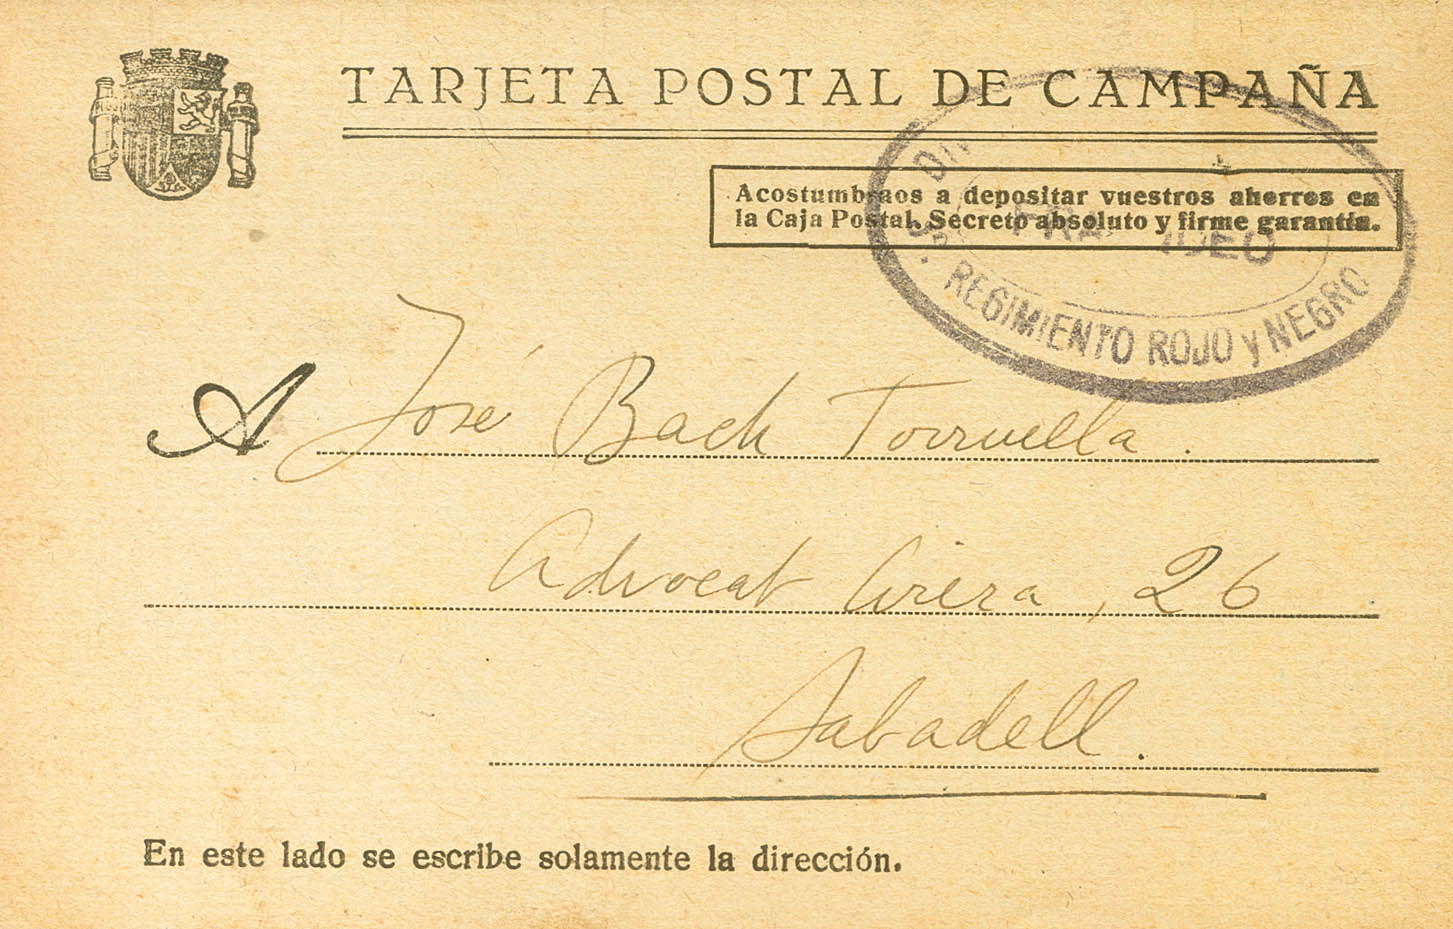 TARJETA POSTAL DE CAMPAÑA
Acostumbraos a depositar vuestros ahorros en
la Caja Postal. Secreto absoluto y firme garantía.
REGIMIENTO ROJO y NEGRO
A José Bach Torruella.
Advocat Cirera, 26
Sabadell.
En este lado se escribe solamente la dirección.